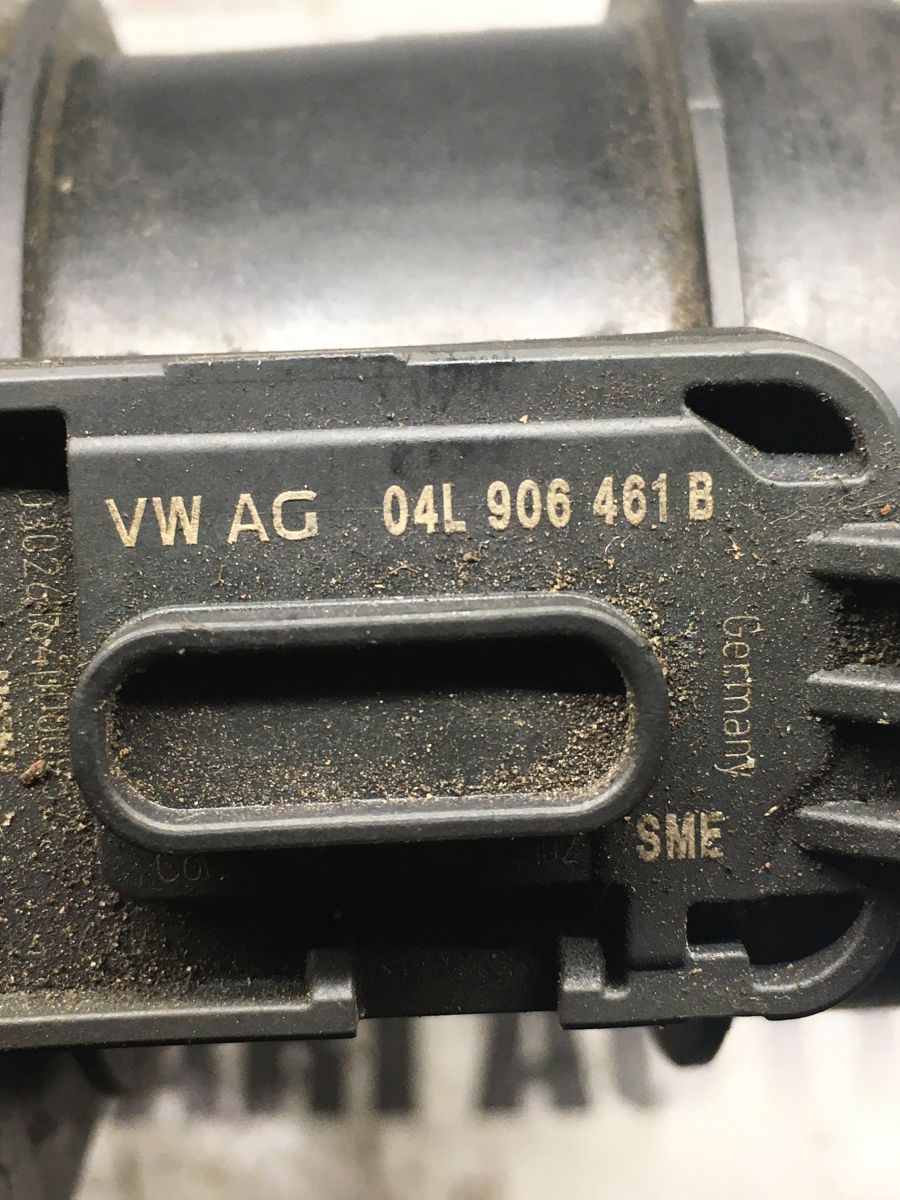 VW AG 04L 906 461 B
Germany
SME